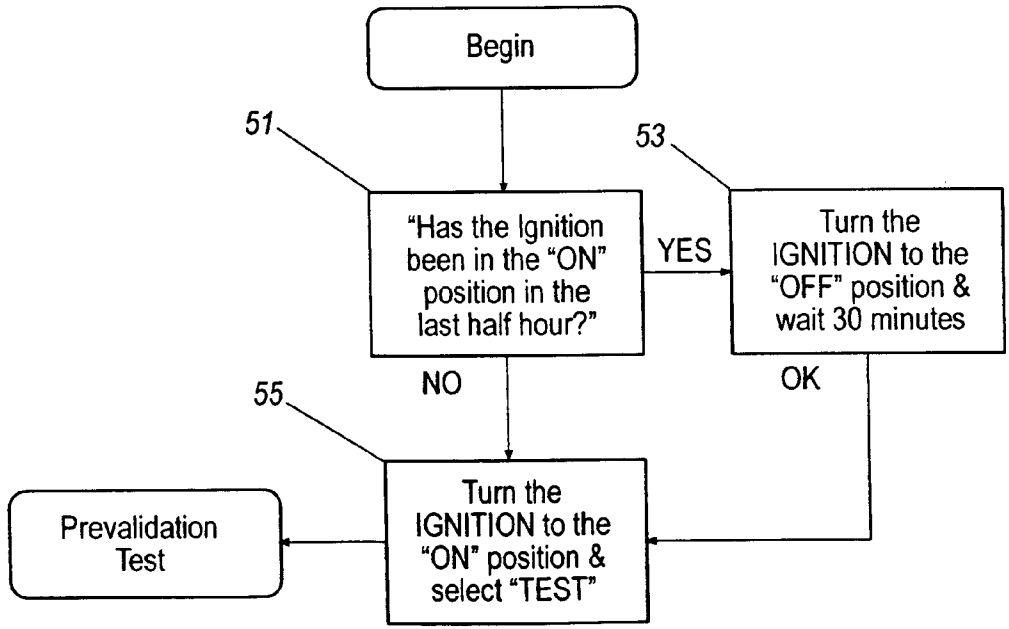 Begin
51
"Has the Ignition
been in the "ON"
position in the
last half hour?"
YES
53
Turn the
IGNITION to the
"OFF" position &
wait 30 minutes
NO
OK
55
Turn the
IGNITION to the
"ON" position &
select "TEST"
Prevalidation
Test